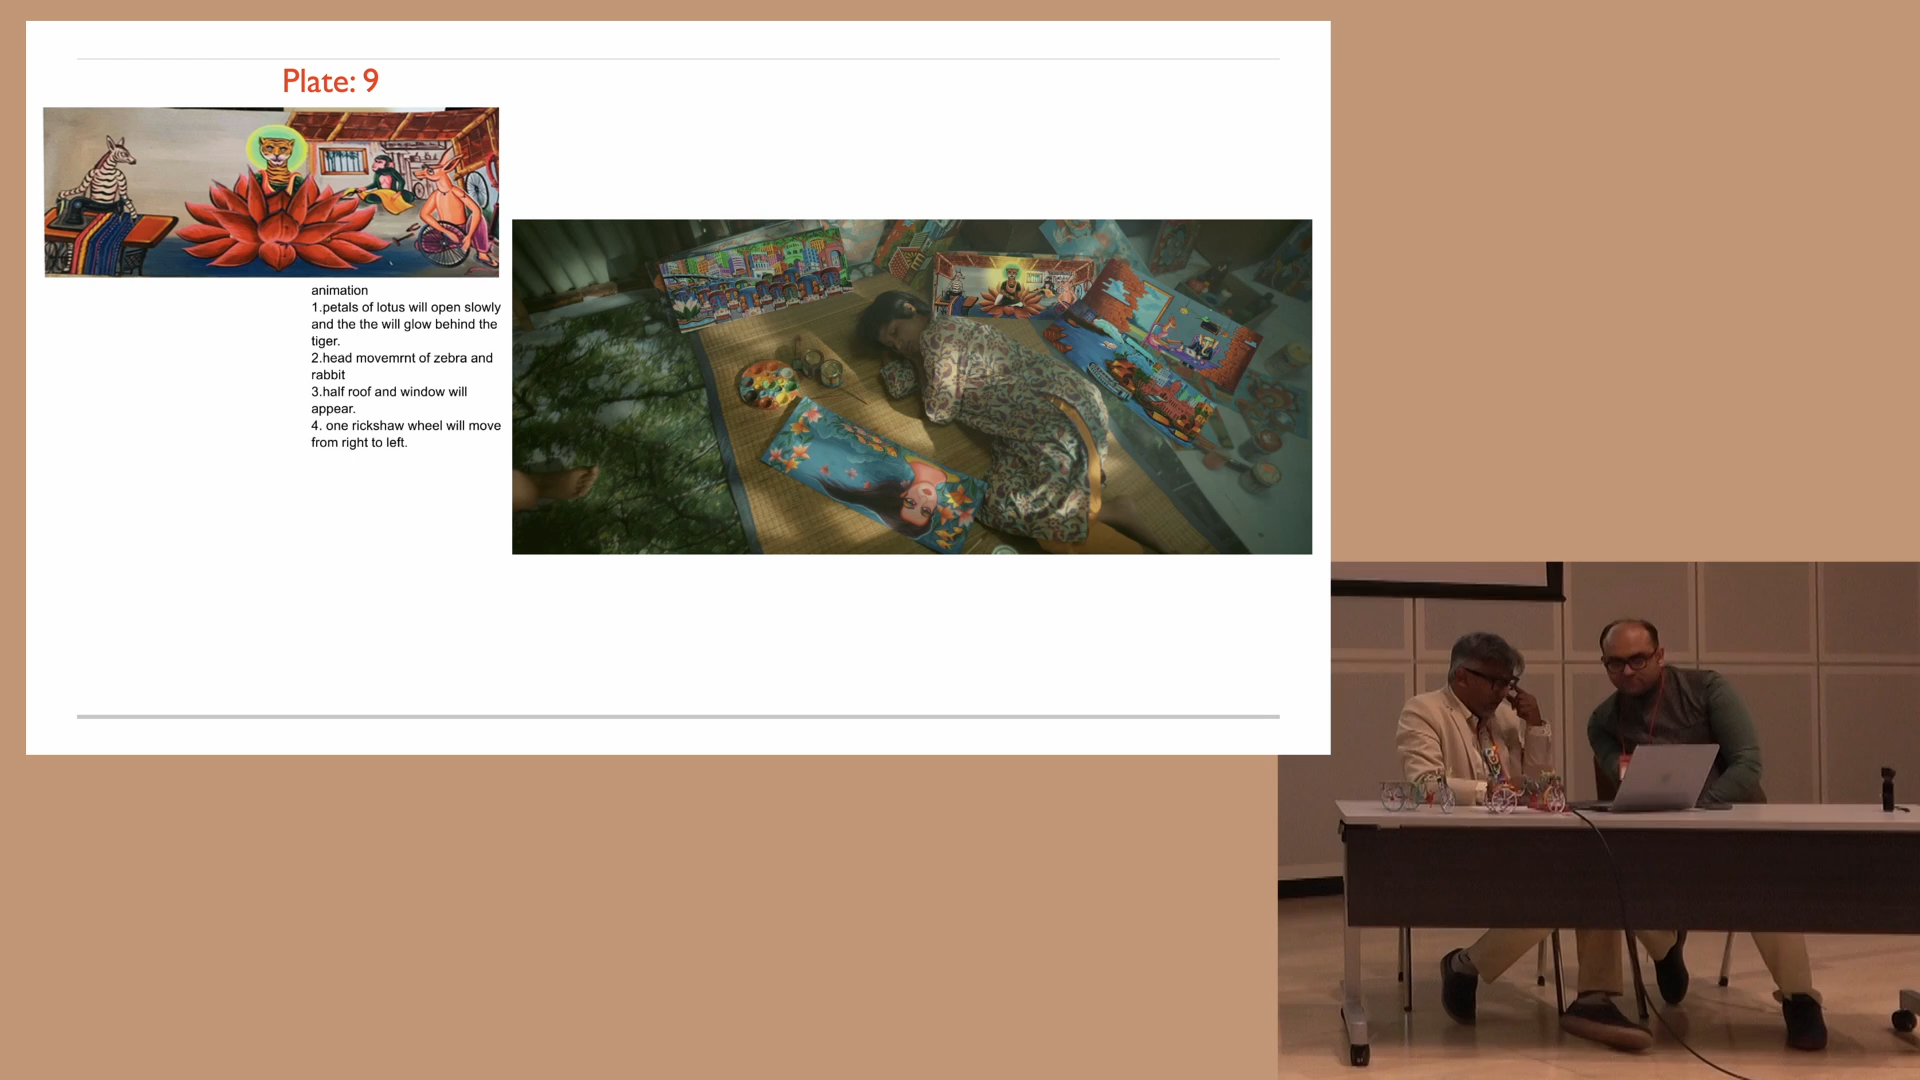 Plate: 9
animation
1.petals of lotus will open slowly
and the the will glow behind the
tiger.
2.head movemrnt of zebra and
rabbit
3.half roof and window will
appear.
4. one rickshaw wheel will move
from right to left.